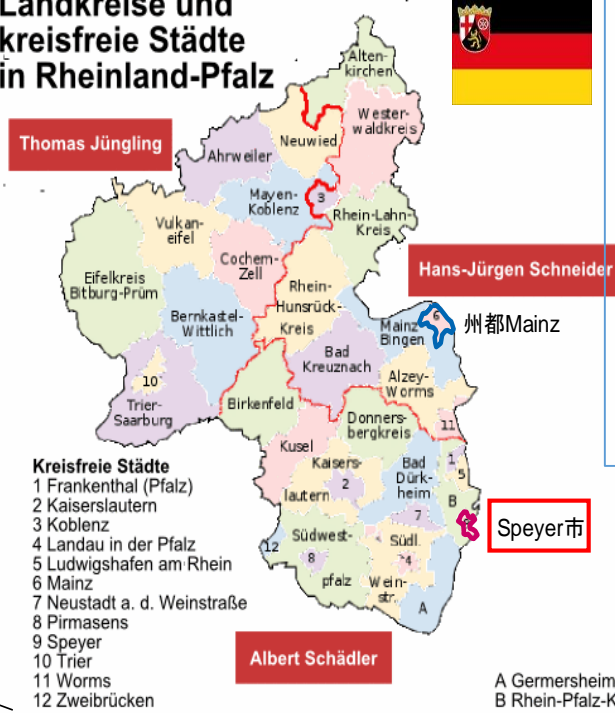 Landkreise und
kreisfreie Städte
in Rheinland-Pfalz
Thomas Jüngling
Alten-
kirchen
Wester-
waldkreis
Neuwied
Ahrweiler
Mayen-
Koblenz
3
Rhein-Lahn-
Kreis
Vulkan-
eifel
Cochem-
Zell
Hans-Jürgen Schneider
Eifelkreis
Bitburg-Prüm
Rhein-
Hunsrück-
Kreis
Bernkastel-
Wittlich
Mainz
Bingen
6
州都Mainz
Bad
Kreuznach
10
Alzey-
Worms
Trier-
Saarburg
Birkenfeld
Donners-
bergkreis
11
Kusel
Kaisers-
lautern
2
Bad
Dürk-
heim
1
5
B
7
Speyer市
12
Südwest-
pfalz
8
Südl.
4
Wein-
str.
A
Kreisfreie Städte
1 Frankenthal (Pfalz)
2 Kaiserslautern
3 Koblenz
4 Landau in der Pfalz
5 Ludwigshafen am Rhein
6 Mainz
7 Neustadt a. d. Weinstraße
8 Pirmasens
9 Speyer
10 Trier
11 Worms
12 Zweibrücken
Albert Schädler
A Germersheim
B Rhein-Pfalz-K